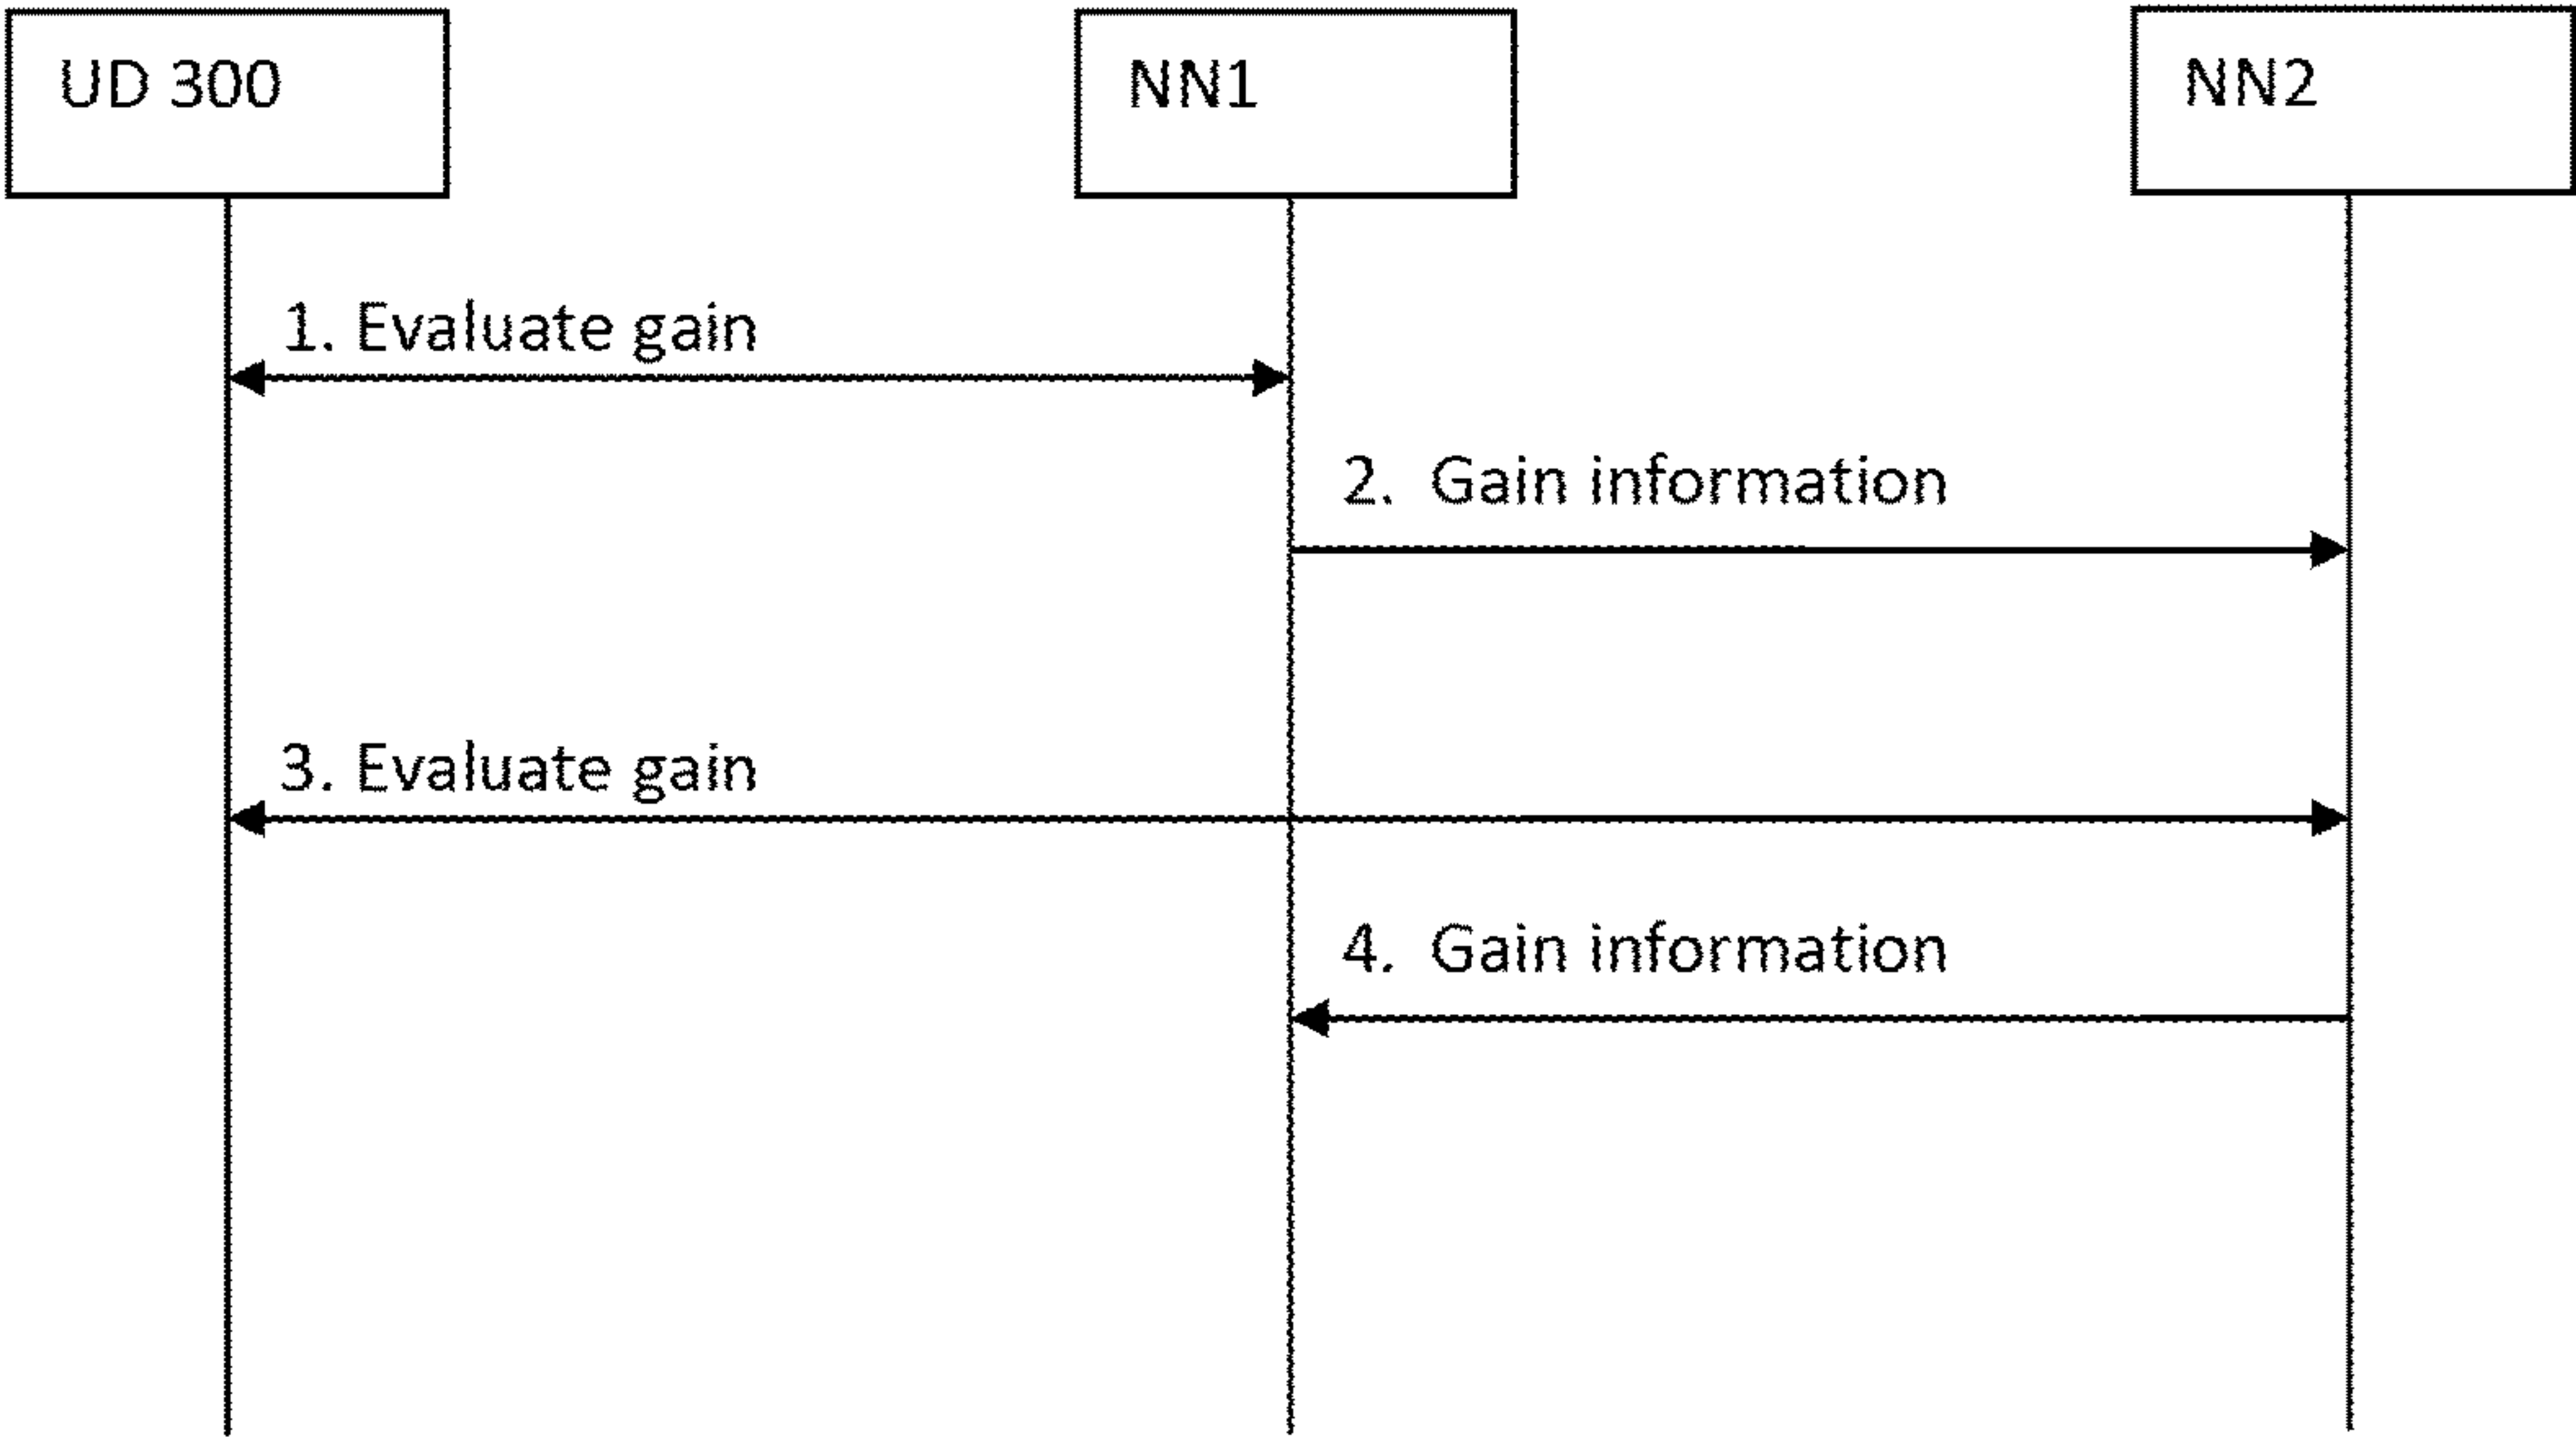 UD 300
NN1
NN2
1. Evaluate gain
2. Gain information
3. Evaluate gain
4. Gain information